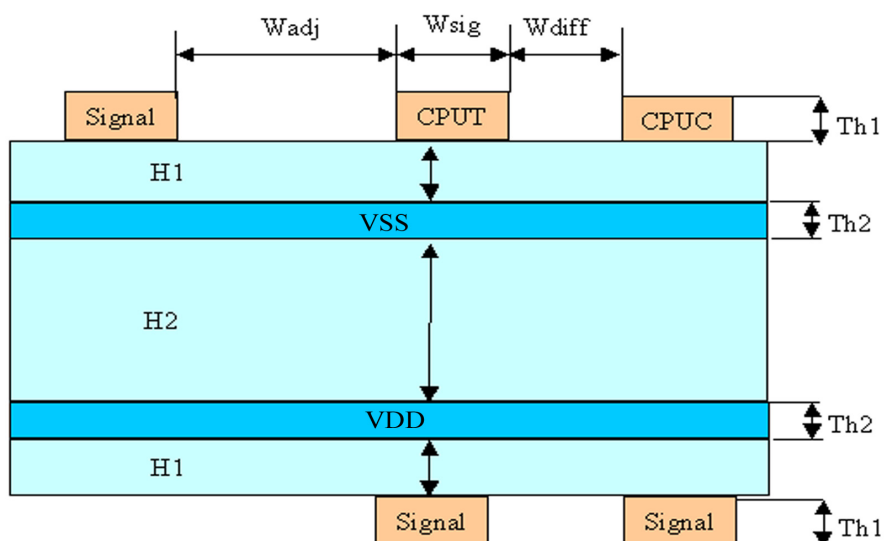 Wadj Wsig Wdiff
Signal CPUT CPUC Th1
H1
VSS Th2
H2
VDD Th2
H1
Signal Signal Th1